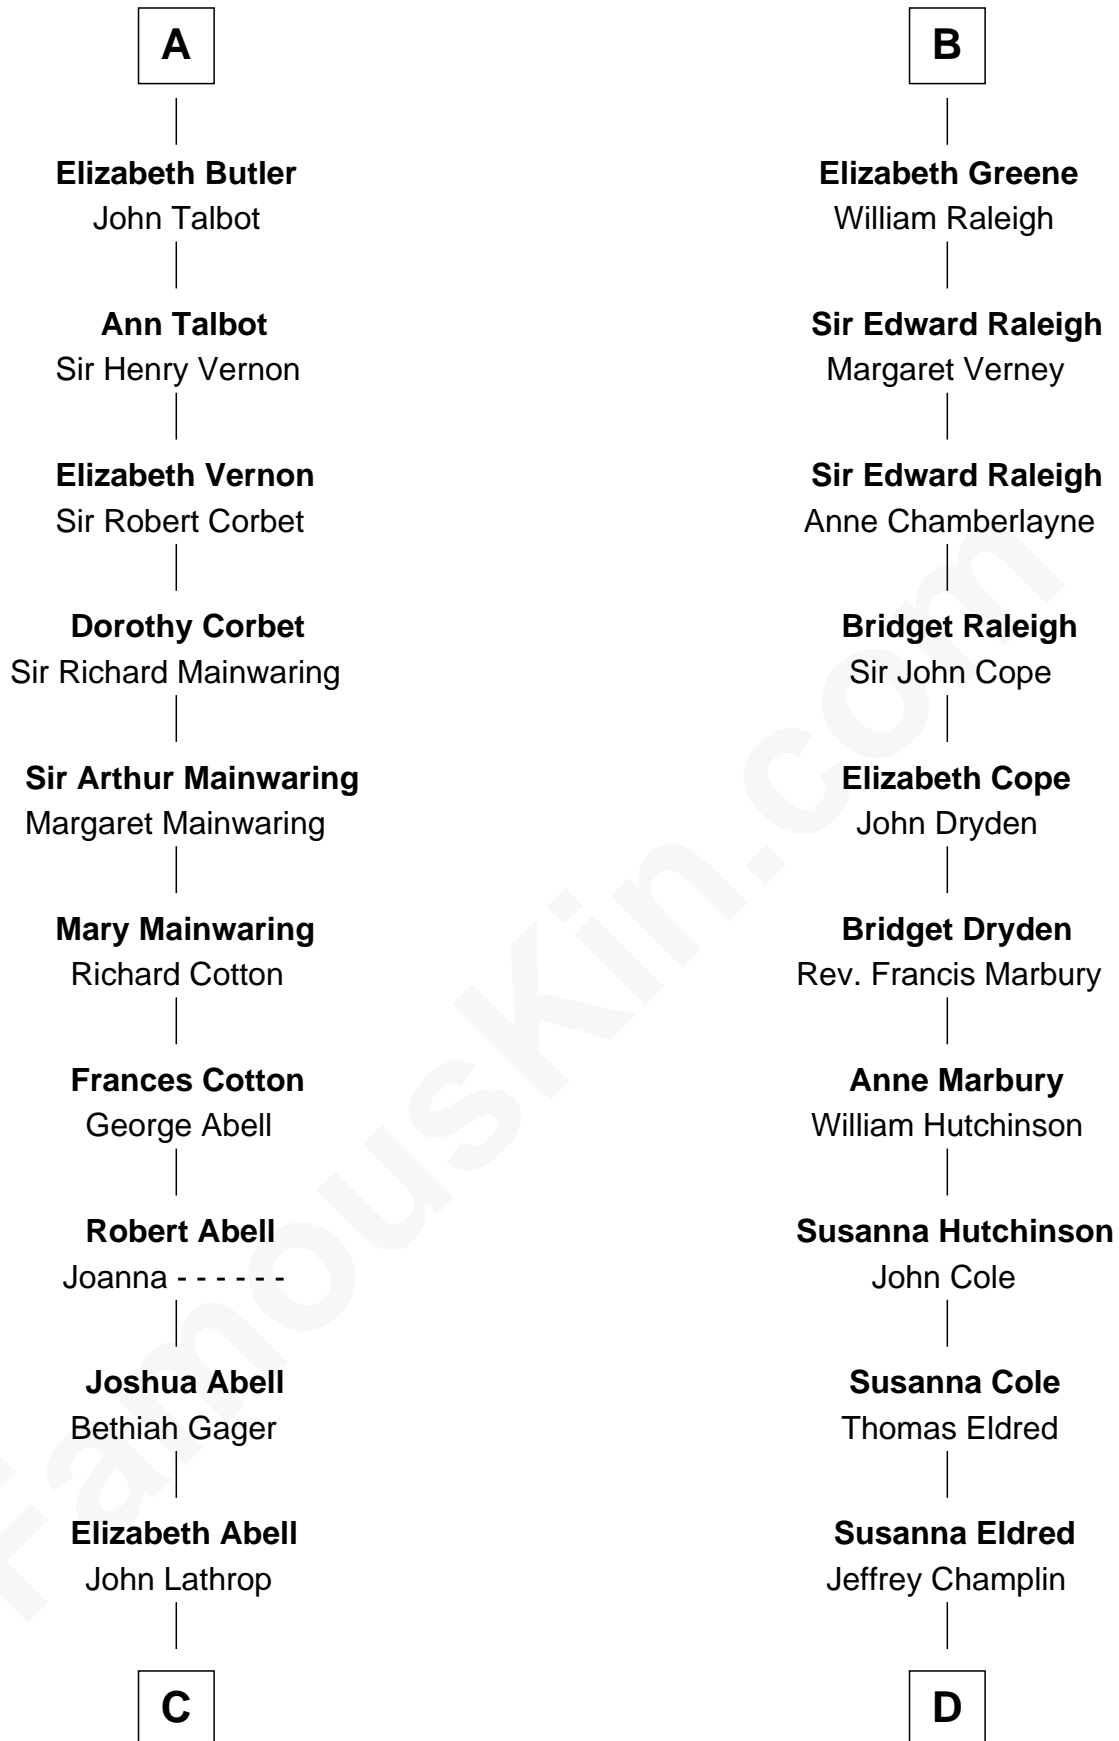 A
Elizabeth Butler
John Talbot
Ann Talbot
Sir Henry Vernon
Elizabeth Vernon
Sir Robert Corbet
Dorothy Corbet
Sir Richard Mainwaring
Sir Arthur Mainwaring
Margaret Mainwaring
Mary Mainwaring
Richard Cotton
Frances Cotton
George Abell
Robert Abell
Joanna - - - - - -
Joshua Abell
Bethiah Gager
Elizabeth Abell
John Lathrop
C
B
Elizabeth Greene
William Raleigh
Sir Edward Raleigh
Margaret Verney
Sir Edward Raleigh
Anne Chamberlayne
Bridget Raleigh
Sir John Cope
Elizabeth Cope
John Dryden
Bridget Dryden
Rev. Francis Marbury
Anne Marbury
William Hutchinson
Susanna Hutchinson
John Cole
Susanna Cole
Thomas Eldred
Susanna Eldred
Jeffrey Champlin
D
FamousKin.com